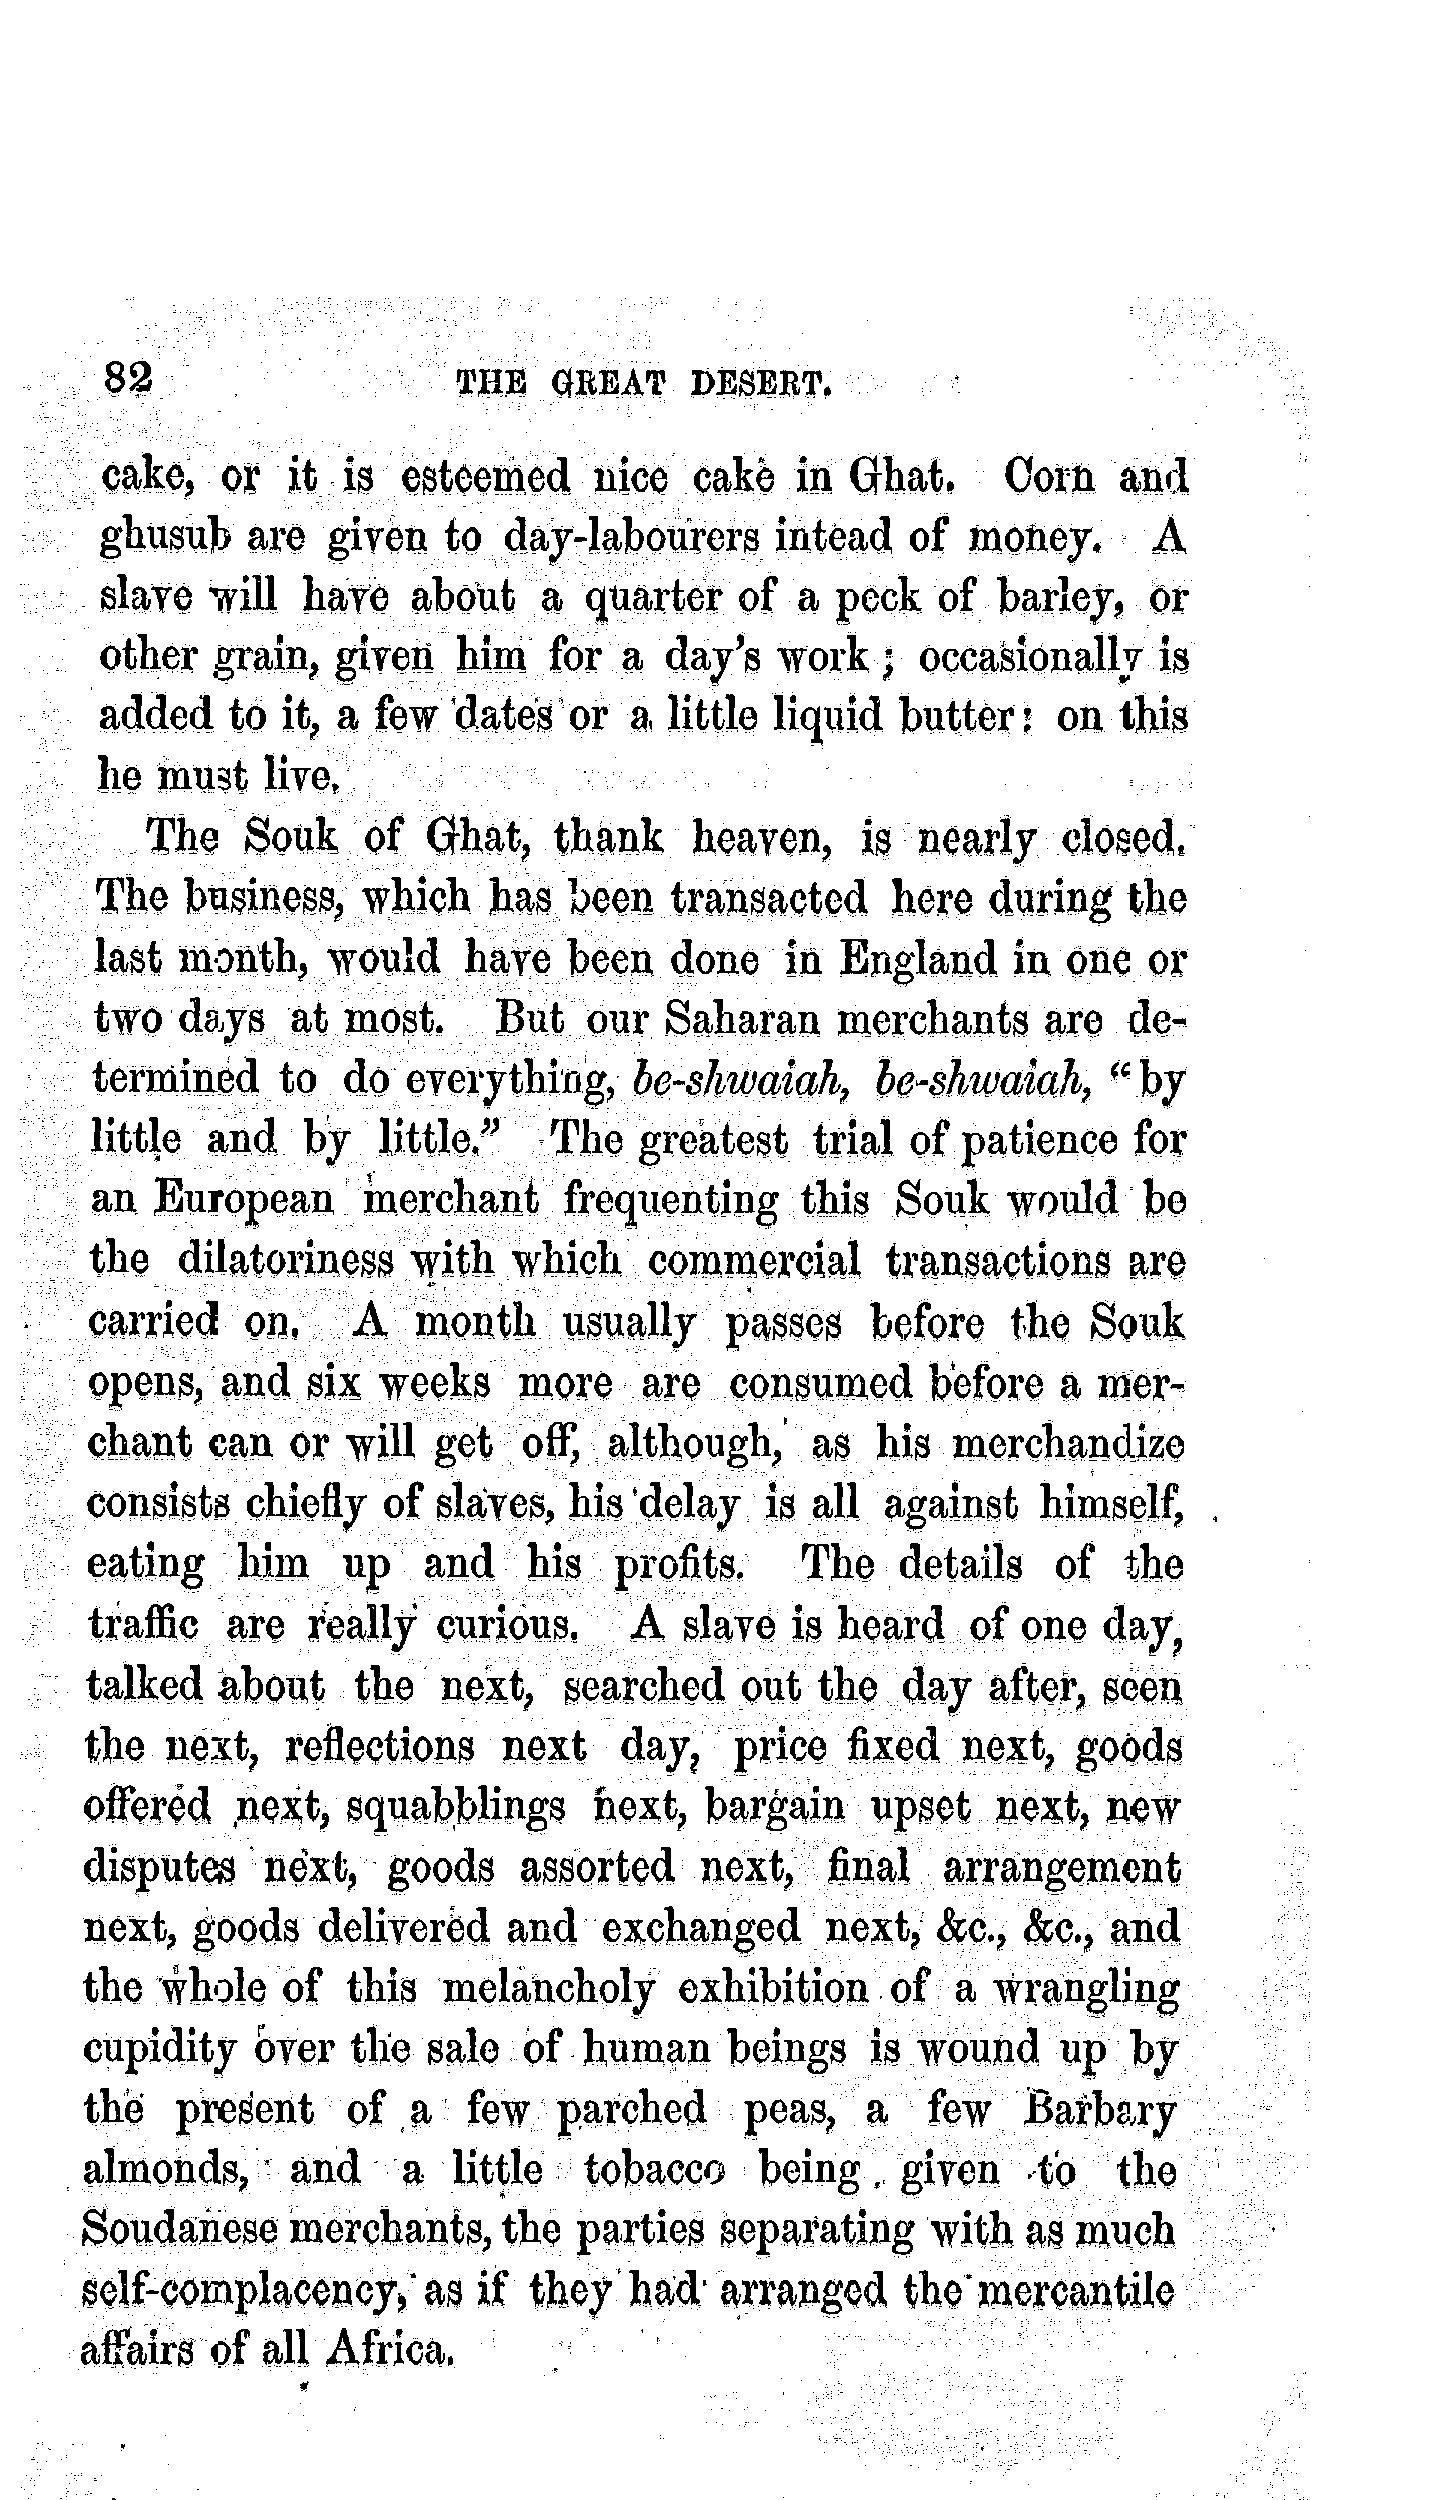 82 THE GREAT DESERT.
cake, or it is esteemed nice cake in Ghat. Corn and
ghusub are given to day-labourers intead of money. A
slave will have about a quarter of a peck of barley, or
other grain, given him for a day's work; occasionally is
added to it, a few dates or a little liquid butter: on this
he must live.
The Souk of Ghat, thank heaven, is nearly closed.
The business, which has been transacted here during the
last month, would have been done in England in one or
two days at most. But our Saharan merchants are de-
termined to do everything, be-shwaiah, be-shwaiah, "by
little and by little." The greatest trial of patience for
an European merchant frequenting this Souk would be
the dilatoriness with which commercial transactions are
carried on. A month usually passes before the Souk
opens, and six weeks more are consumed before a mer-
chant can or will get off, although, as his merchandize
consists chiefly of slaves, his delay is all against himself,
eating him up and his profits. The details of the
traffic are really curious. A slave is heard of one day,
talked about the next, searched out the day after, seen
the next, reflections next day, price fixed next, goods
offered next, squabblings next, bargain upset next, new
disputes next, goods assorted next, final arrangement
next, goods delivered and exchanged next, &c., &c., and
the whole of this melancholy exhibition of a wrangling
cupidity over the sale of human beings is wound up by
the present of a few parched peas, a few Barbary
almonds, and a little tobacco being given to the
Soudanese merchants, the parties separating with as much
self-complacency, as if they had arranged the mercantile
affairs of all Africa.